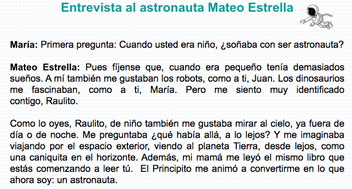 Entrevista al astronauta Mateo Estrella
María: Primera pregunta: Cuando usted era niño, ¿soñaba con ser astronauta?
Mateo Estrella: Pues fíjense que, cuando era pequeño tenía demasiados
sueños. A mí también me gustaban los robots, como a ti, Juan. Los dinosaurios
me fascinaban, como a ti, María. Pero me siento muy identificado
contigo, Raulito.
Como lo oyes, Raulito, de niño también me gustaba mirar al cielo, ya fuera de
día o de noche. Me preguntaba ¿qué había allá, a lo lejos? Y me imaginaba
viajando por el espacio exterior, viendo al planeta Tierra, desde lejos, como
una caniquita en el horizonte. Además, mi mamá me leyó el mismo libro que
estás comenzando a leer tú. El Principito me animó a convertirme en lo que
ahora soy: un astronauta.